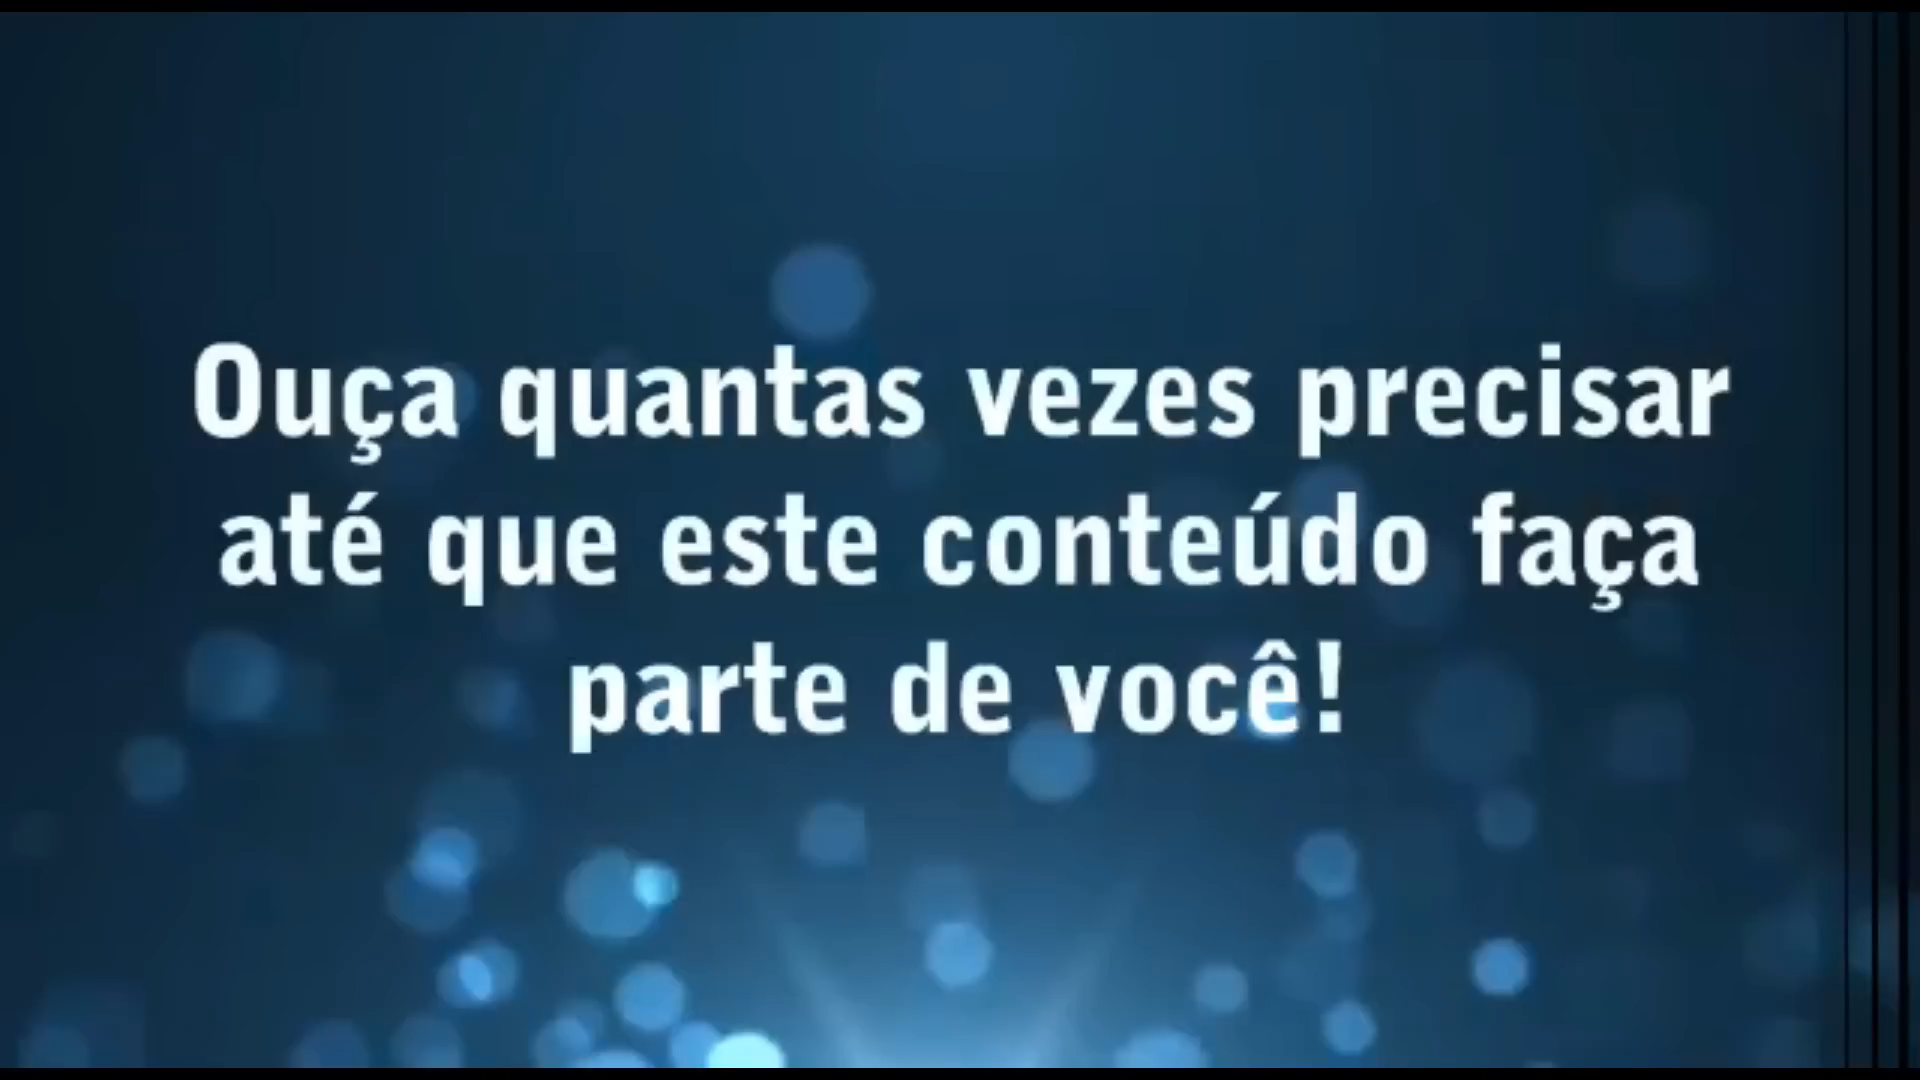 Ouça quantas vezes precisar
até que este conteúdo faça
parte de você!